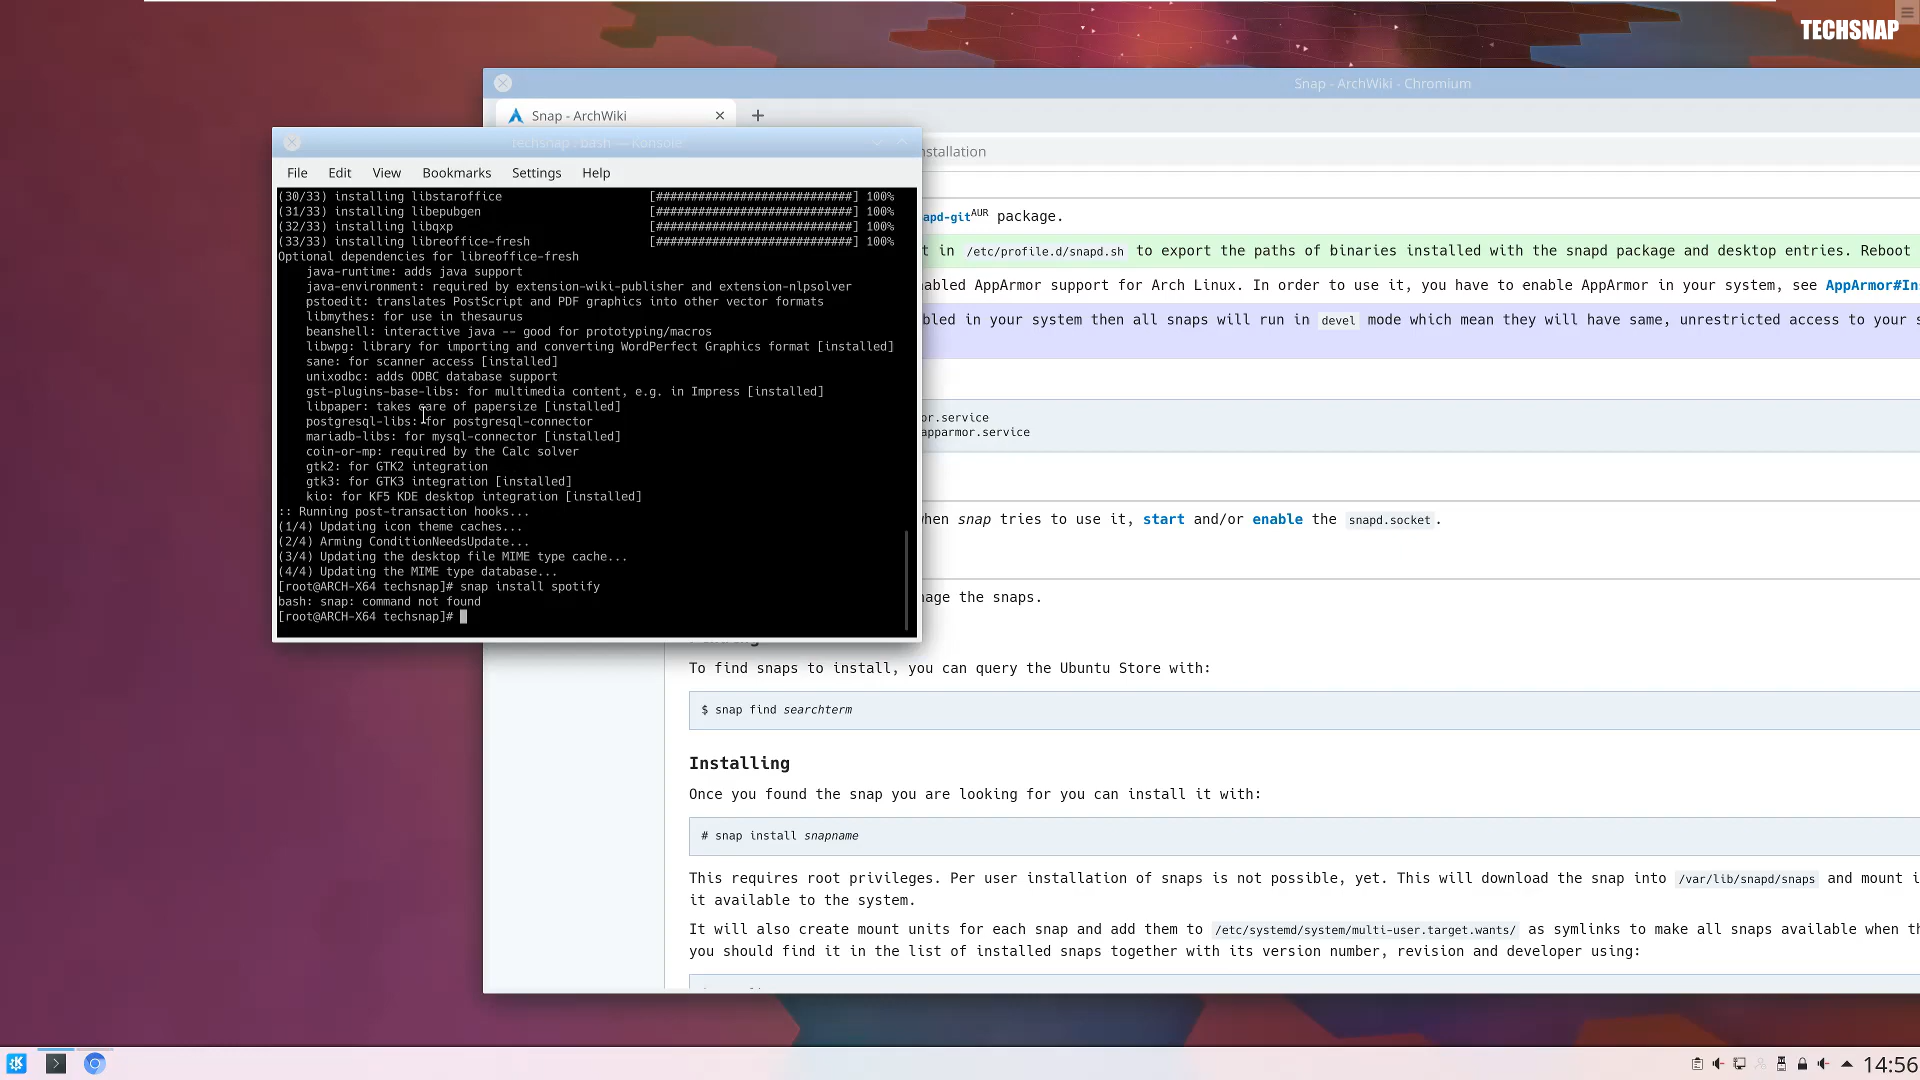 TECHSNAP
Snap - ArchWiki - Chromium
Snap - ArchWiki
Techsnap : bash — Konsole
nstallation
File Edit View Bookmarks Settings Help
(30/33) installing libstaroffice [############################] 100%
(31/33) installing libepubgen [############################] 100%
(32/33) installing libqxp [############################] 100%
(33/33) installing libreoffice-fresh [############################] 100%
Optional dependencies for libreoffice-fresh
java-runtime: adds java support
java-environment: required by extension-wiki-publisher and extension-nlpsolver
pstoedit: translates PostScript and PDF graphics into other vector formats
libmythes: for use in thesaurus
beanshell: interactive java -- good for prototyping/macros
libwpg: library for importing and converting WordPerfect Graphics format [installed]
sane: for scanner access [installed]
unixodbc: adds ODBC database support
gst-plugins-base-libs: for multimedia content, e.g. in Impress [installed]
libpaper: takes care of papersize [installed]
postgresql-libs: for postgresql-connector
mariadb-libs: for mysql-connector [installed]
coin-or-mp: required by the Calc solver
gtk2: for GTK2 integration
gtk3: for GTK3 integration [installed]
kio: for KF5 KDE desktop integration [installed]
:: Running post-transaction hooks...
(1/4) Updating icon theme caches...
(2/4) Arming ConditionNeedsUpdate...
(3/4) Updating the desktop file MIME type cache...
(4/4) Updating the MIME type database...
[root@ARCH-X64 techsnap]# snap install spotify
bash: snap: command not found
[root@ARCH-X64 techsnap]#
apd-git AUR package.
t in /etc/profile.d/snapd.sh to export the paths of binaries installed with the snapd package and desktop entries. Reboot
abled AppArmor support for Arch Linux. In order to use it, you have to enable AppArmor in your system, see AppArmor#In
bled in your system then all snaps will run in devel mode which mean they will have same, unrestricted access to your s
or.service
apparmor.service
hen snap tries to use it, start and/or enable the snapd.socket.
nage the snaps.
To find snaps to install, you can query the Ubuntu Store with:
$ snap find searchterm
Installing
Once you found the snap you are looking for you can install it with:
# snap install snapname
This requires root privileges. Per user installation of snaps is not possible, yet. This will download the snap into /var/lib/snapd/snaps and mount i
it available to the system.
It will also create mount units for each snap and add them to /etc/systemd/system/multi-user.target.wants/ as symlinks to make all snaps available when th
you should find it in the list of installed snaps together with its version number, revision and developer using:
14:56